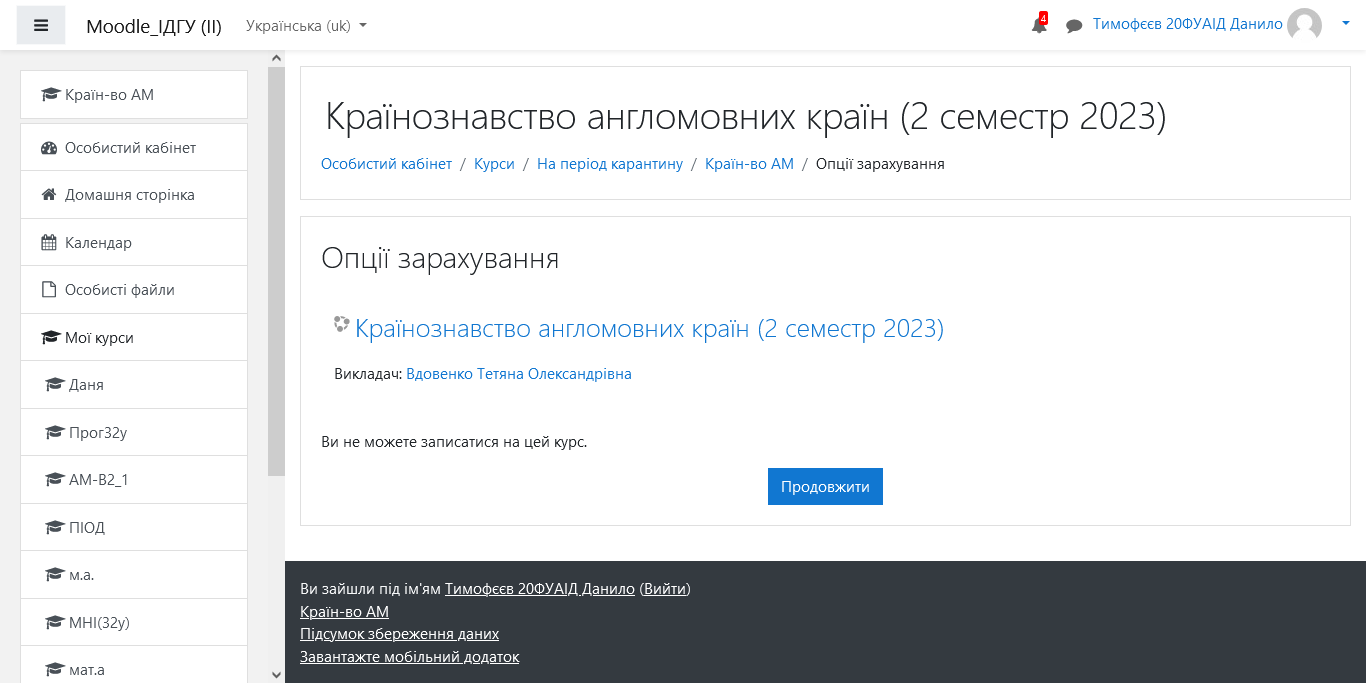 Moodle_ІДГУ (II) Українська (uk) 4 Тимофєєв 20ФУАІД Данило
Країн-во АМ
Особистий кабінет
Домашня сторінка
Календар
Особисті файли
Мої курси
Даня
Прог32у
АМ-В2_1
ПІОД
м.а.
МНІ(32у)
мат.а
Країнознавство англомовних країн (2 семестр 2023)
Особистий кабінет / Курси / На період карантину / Країн-во АМ / Опції зарахування
Опції зарахування
Країнознавство англомовних країн (2 семестр 2023)
Викладач: Вдовенко Тетяна Олександрівна
Ви не можете записатися на цей курс.
Продовжити
Ви зайшли під ім'ям Тимофєєв 20ФУАІД Данило (Вийти)
Країн-во АМ
Підсумок збереження даних
Завантажте мобільний додаток